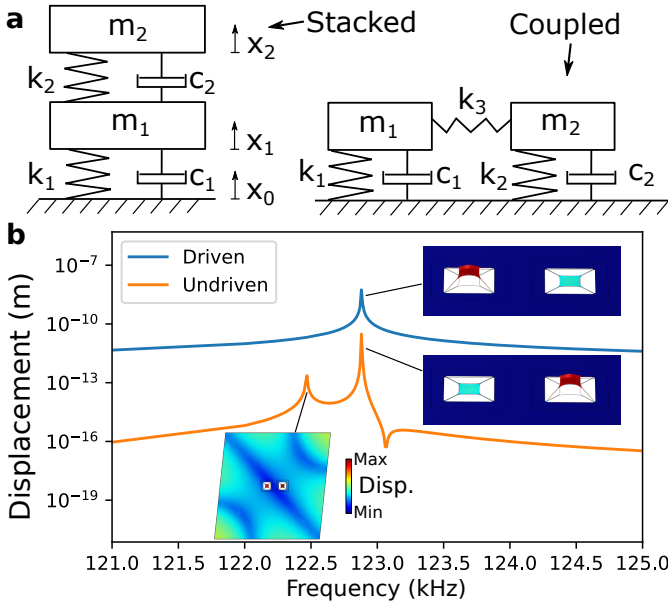 a
Stacked
Coupled
m2
x2
k2
c2
m1
x1
k1
c1
x0
k3
m1
m2
k1
c1
k2
c2
b
Driven
Undriven
Displacement (m)
10⁻⁷
10⁻¹⁰
10⁻¹³
10⁻¹⁶
10⁻¹⁹
Max
Disp.
Min
121.0 121.5 122.0 122.5 123.0 123.5 124.0 124.5 125.0
Frequency (kHz)